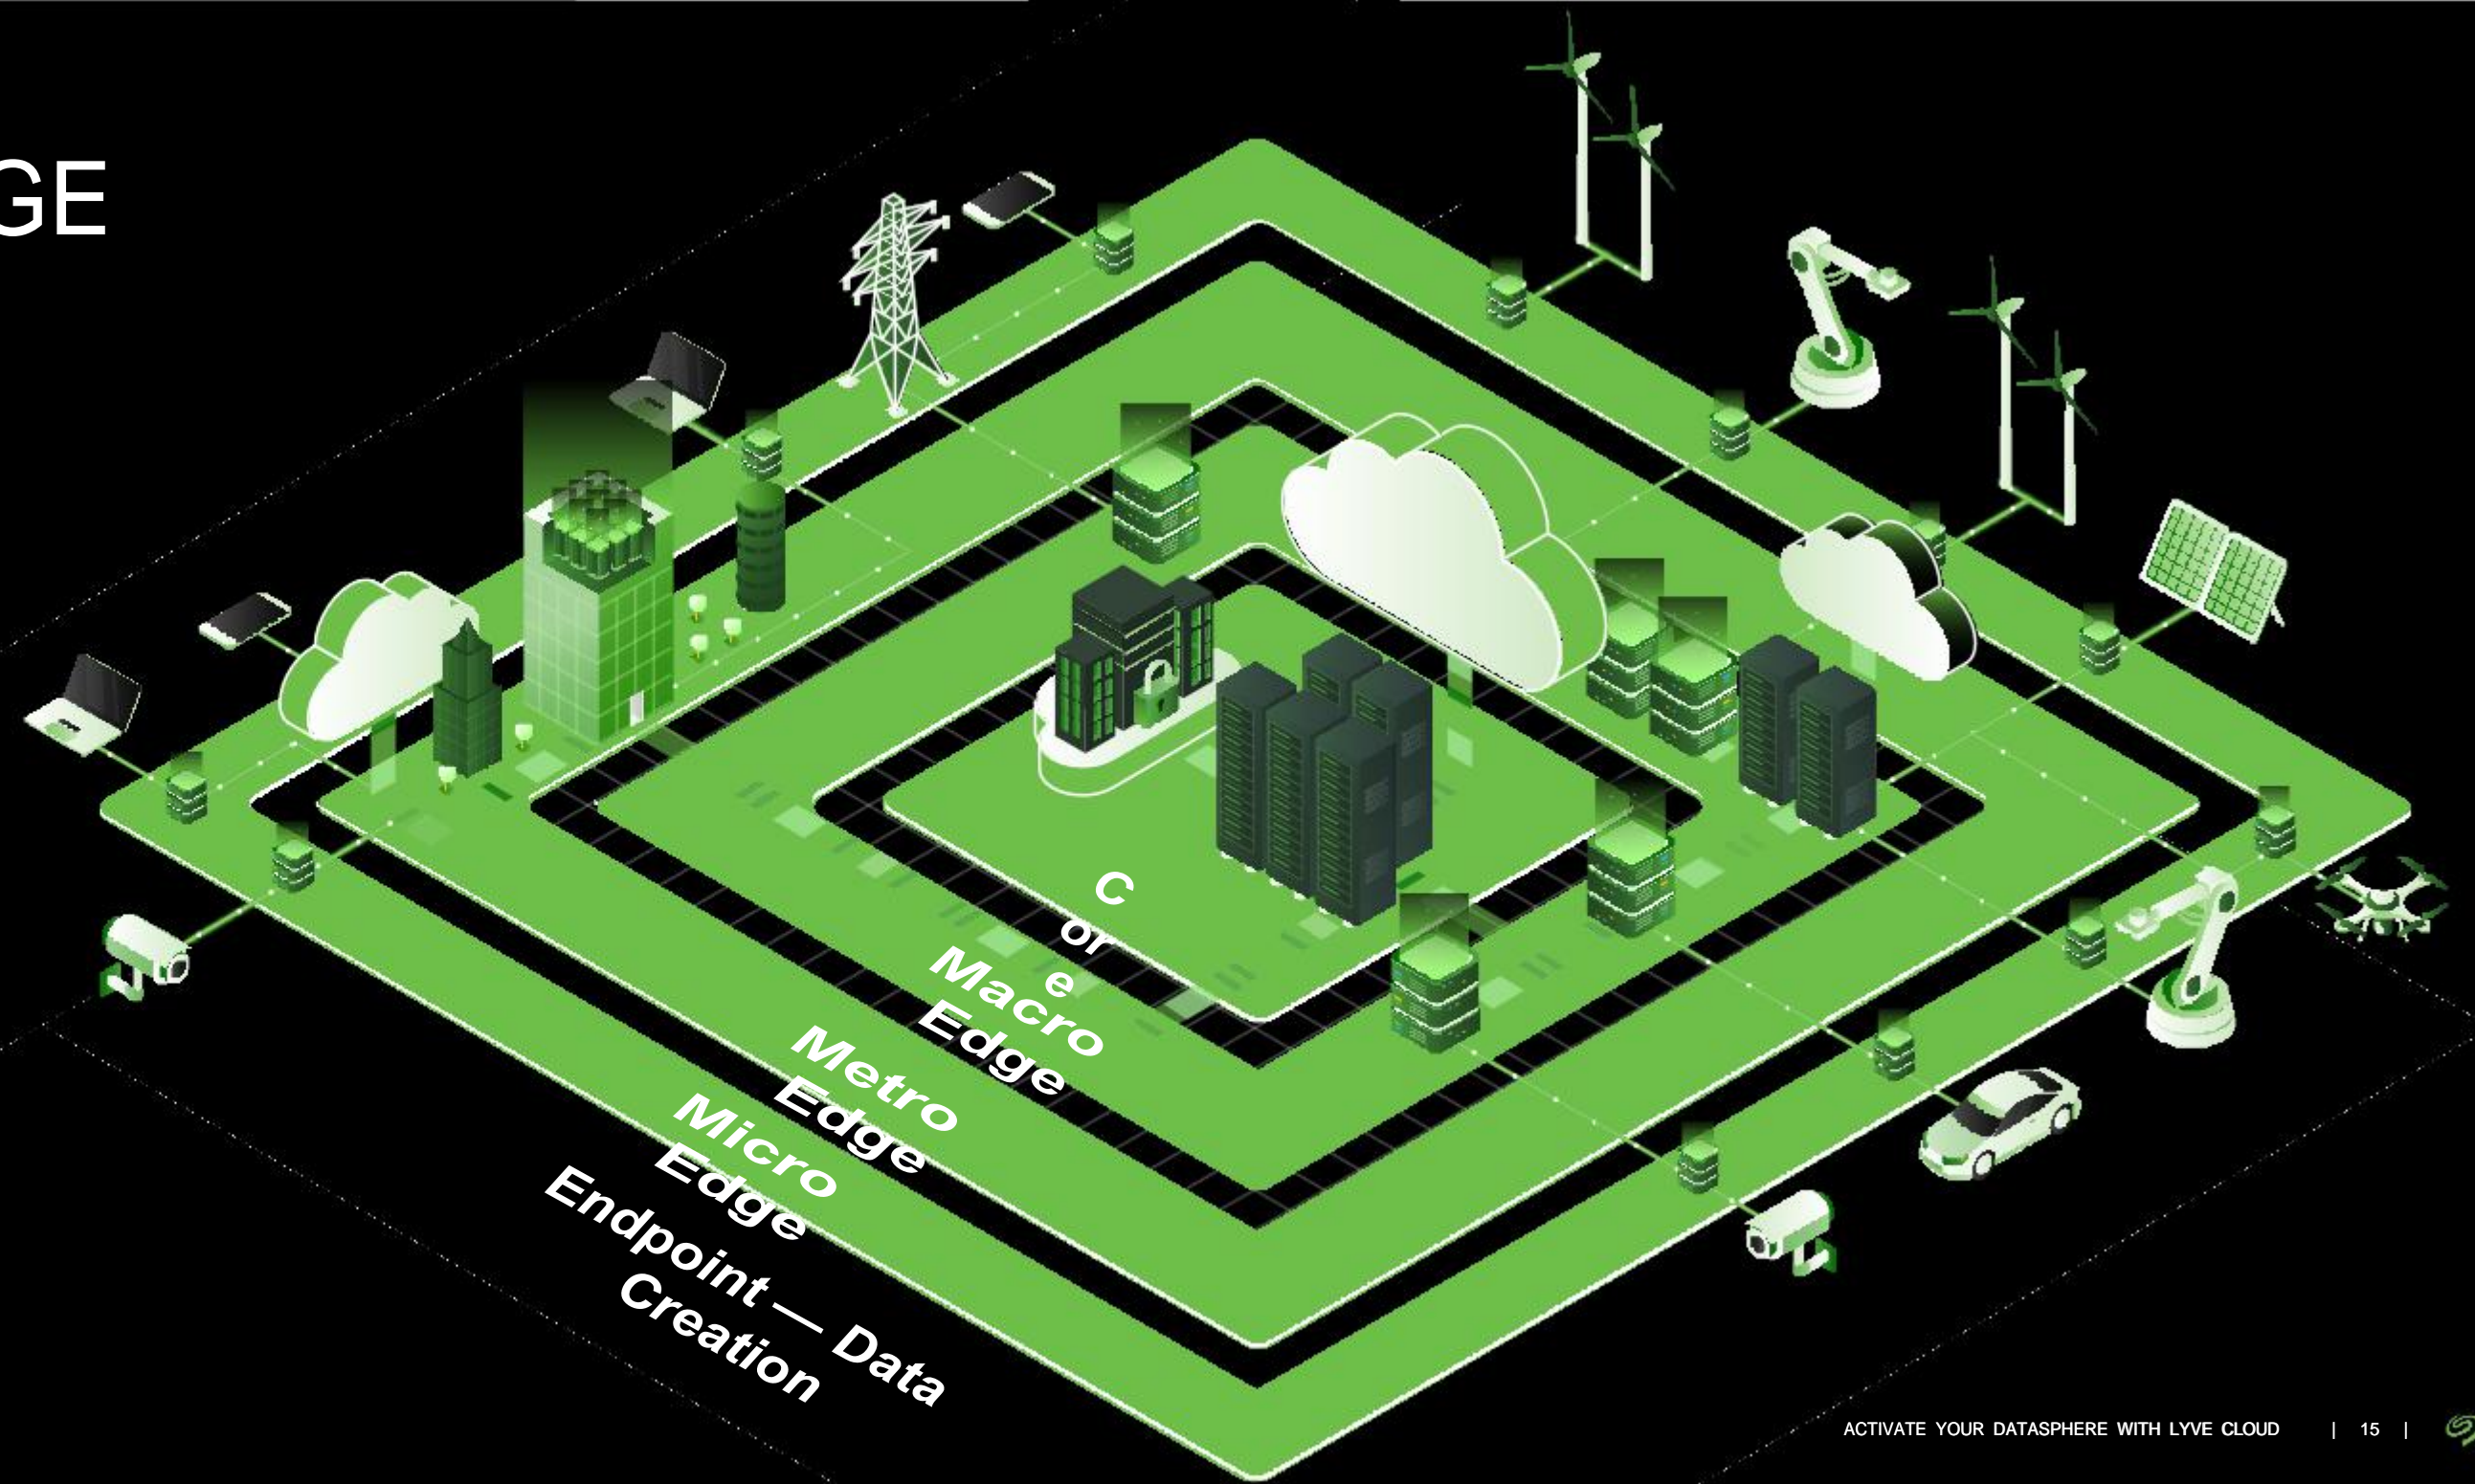 GE
C
or
e
Macro
Edge
Metro
Edge
Micro
Edge
Endpoint — Data
Creation
ACTIVATE YOUR DATASPHERE WITH LYVE CLOUD | 15 |